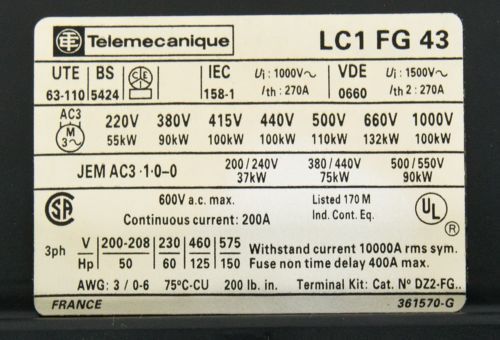 Telemecanique LC1 FG 43
UTE BS IEC Ui : 1000V~ VDE Ui : 1500V~
63-110 5424 158-1 Ith : 270A 0660 Ith 2 : 270A
AC3 220V 380V 415V 440V 500V 660V 1000V
M 3~ 55kW 90kW 100kW 100kW 110kW 132kW 100kW
JEM AC3·1·0-0 200/240V 380/440V 500/550V
37kW 75kW 90kW
600V a.c. max. Listed 170 M
Continuous current: 200A Ind. Cont. Eq.
3ph V 200-208 230 460 575 Withstand current 10000A rms sym.
Hp 50 60 125 150 Fuse non time delay 400A max.
AWG: 3 / 0-6 75°C-CU 200 lb. in. Terminal Kit: Cat. N° DZ2-FG..
FRANCE 361570-G